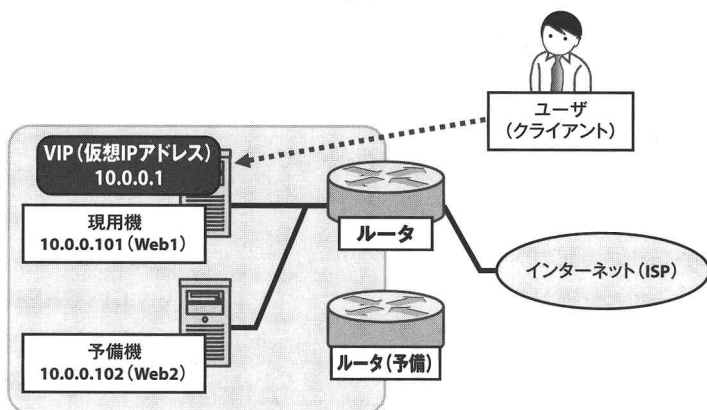 ユーザ
(クライアント)
VIP(仮想IPアドレス)
10.0.0.1
現用機
10.0.0.101(Web1)
ルータ
インターネット(ISP)
予備機
10.0.0.102(Web2)
ルータ(予備)